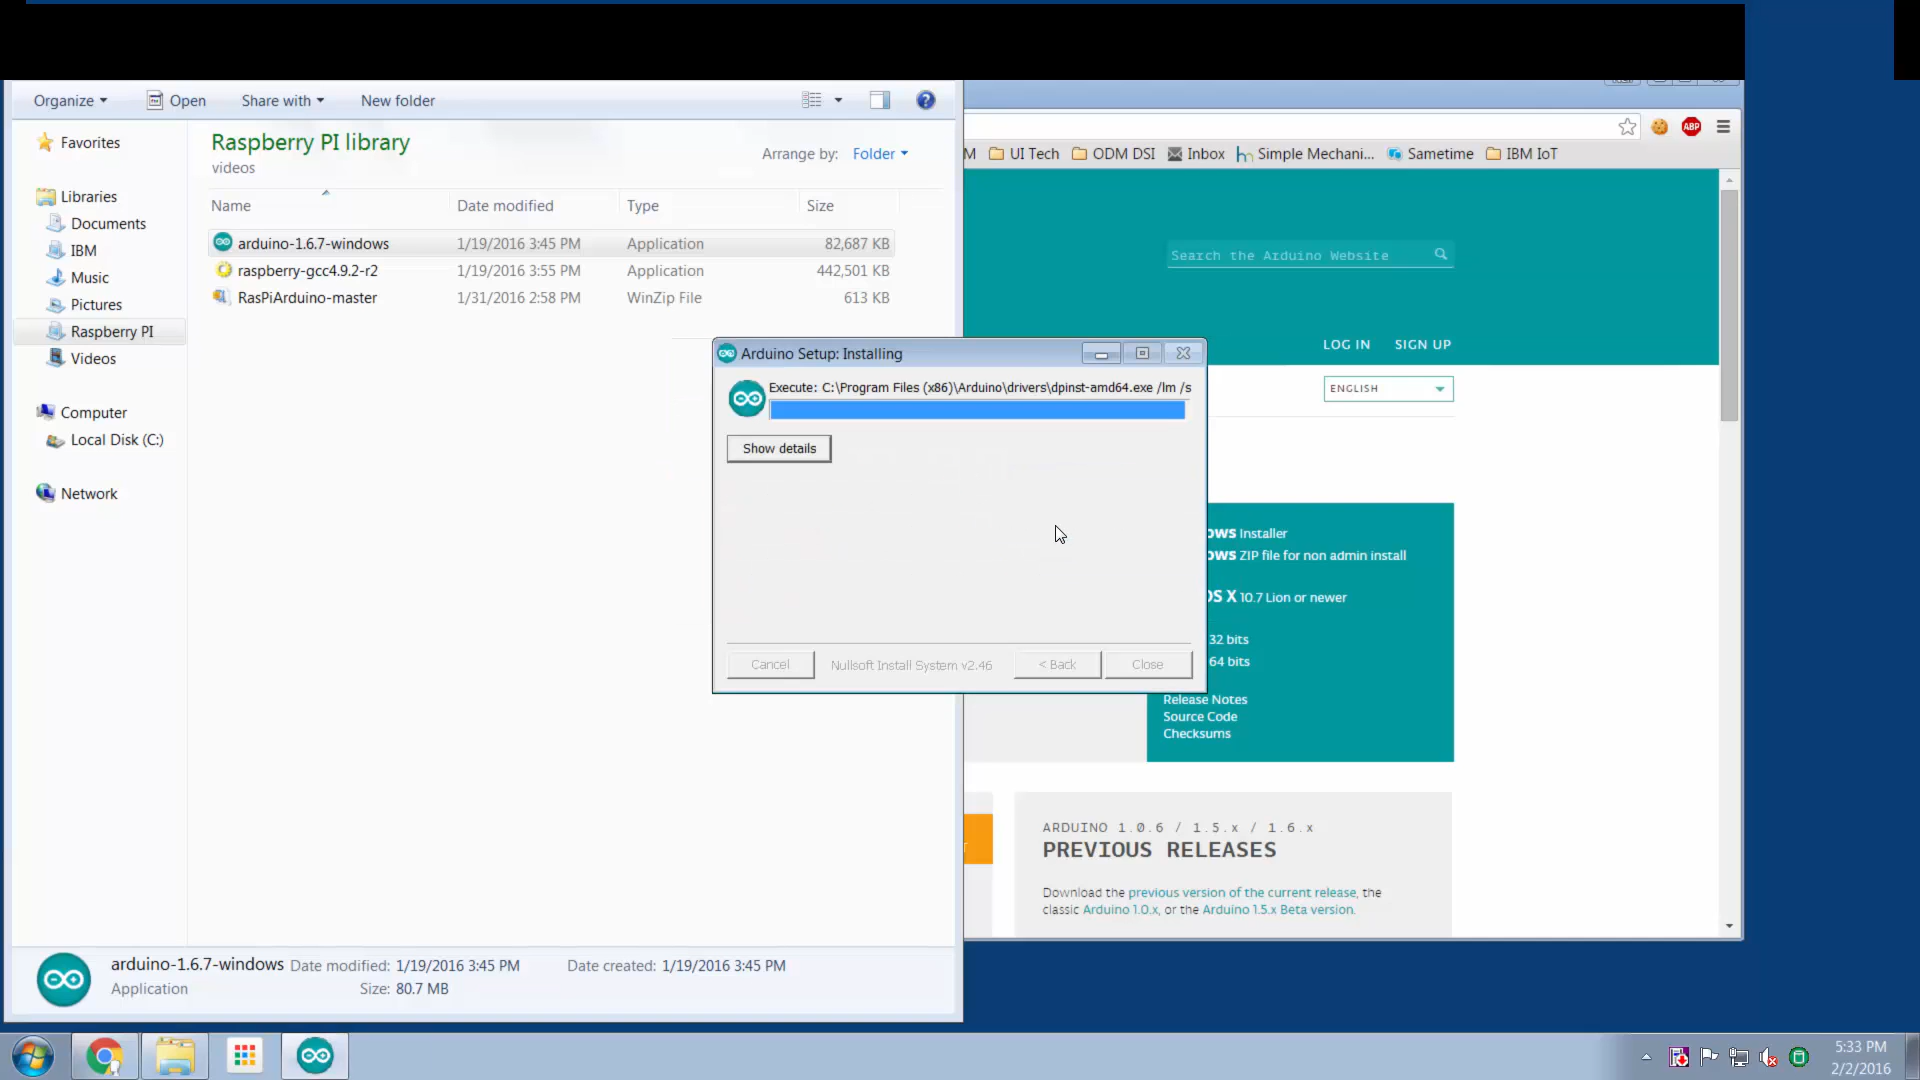 Organize
Open
Share with
New folder
Favorites
Libraries
Documents
IBM
Music
Pictures
Raspberry PI
Videos
Computer
Local Disk (C:)
Network
Raspberry PI library
videos
Arrange by: Folder
Name Date modified Type Size
arduino-1.6.7-windows 1/19/2016 3:45 PM Application 82,687 KB
raspberry-gcc4.9.2-r2 1/19/2016 3:55 PM Application 442,501 KB
RasPiArduino-master 1/31/2016 2:58 PM WinZip File 613 KB
ABP
M UI Tech ODM DSI Inbox Simple Mechani... Sametime IBM IoT
Search the Arduino Website
LOG IN SIGN UP
ENGLISH
Arduino Setup: Installing
Execute: C:\Program Files (x86)\Arduino\drivers\dpinst-amd64.exe /lm /s
Show details
Cancel Nullsoft Install System v2.46 < Back Close
OWS Installer
OWS ZIP file for non admin install
OS X 10.7 Lion or newer
32 bits
64 bits
Release Notes
Source Code
Checksums
ARDUINO 1.0.6 / 1.5.x / 1.6.x
PREVIOUS RELEASES
Download the previous version of the current release, the
classic Arduino 1.0.x, or the Arduino 1.5.x Beta version.
arduino-1.6.7-windows Date modified: 1/19/2016 3:45 PM Date created: 1/19/2016 3:45 PM
Application Size: 80.7 MB
5:33 PM
2/2/2016